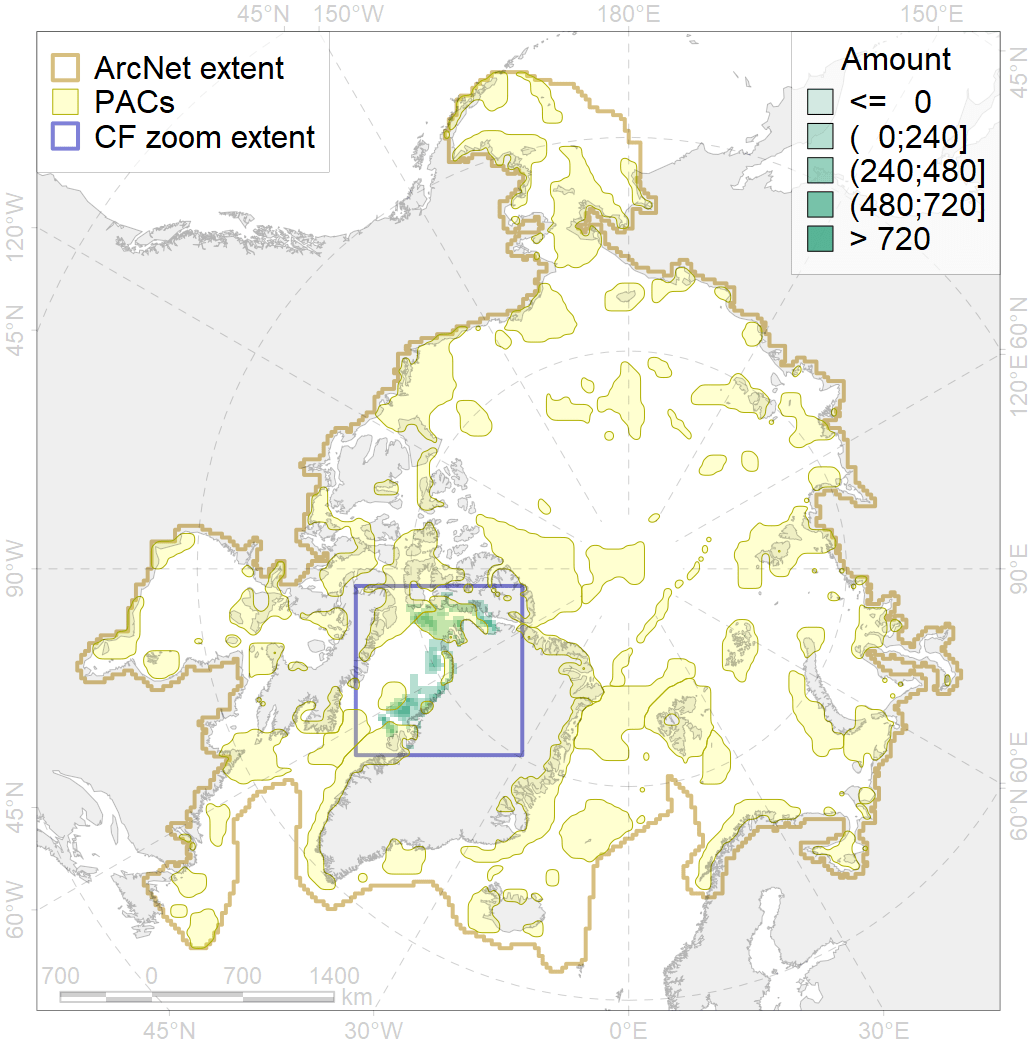 45°N 150°W 180°E 150°E
ArcNet extent
PACs
CF zoom extent
Amount
<= 0
( 0;240]
(240;480]
(480;720]
> 720
45°N
120°W
60°N
45°N
120°E
90°W
90°E
60°E
45°N
60°N
60°W
700 0 700 1400
km
45°N 30°W 0°E 30°E